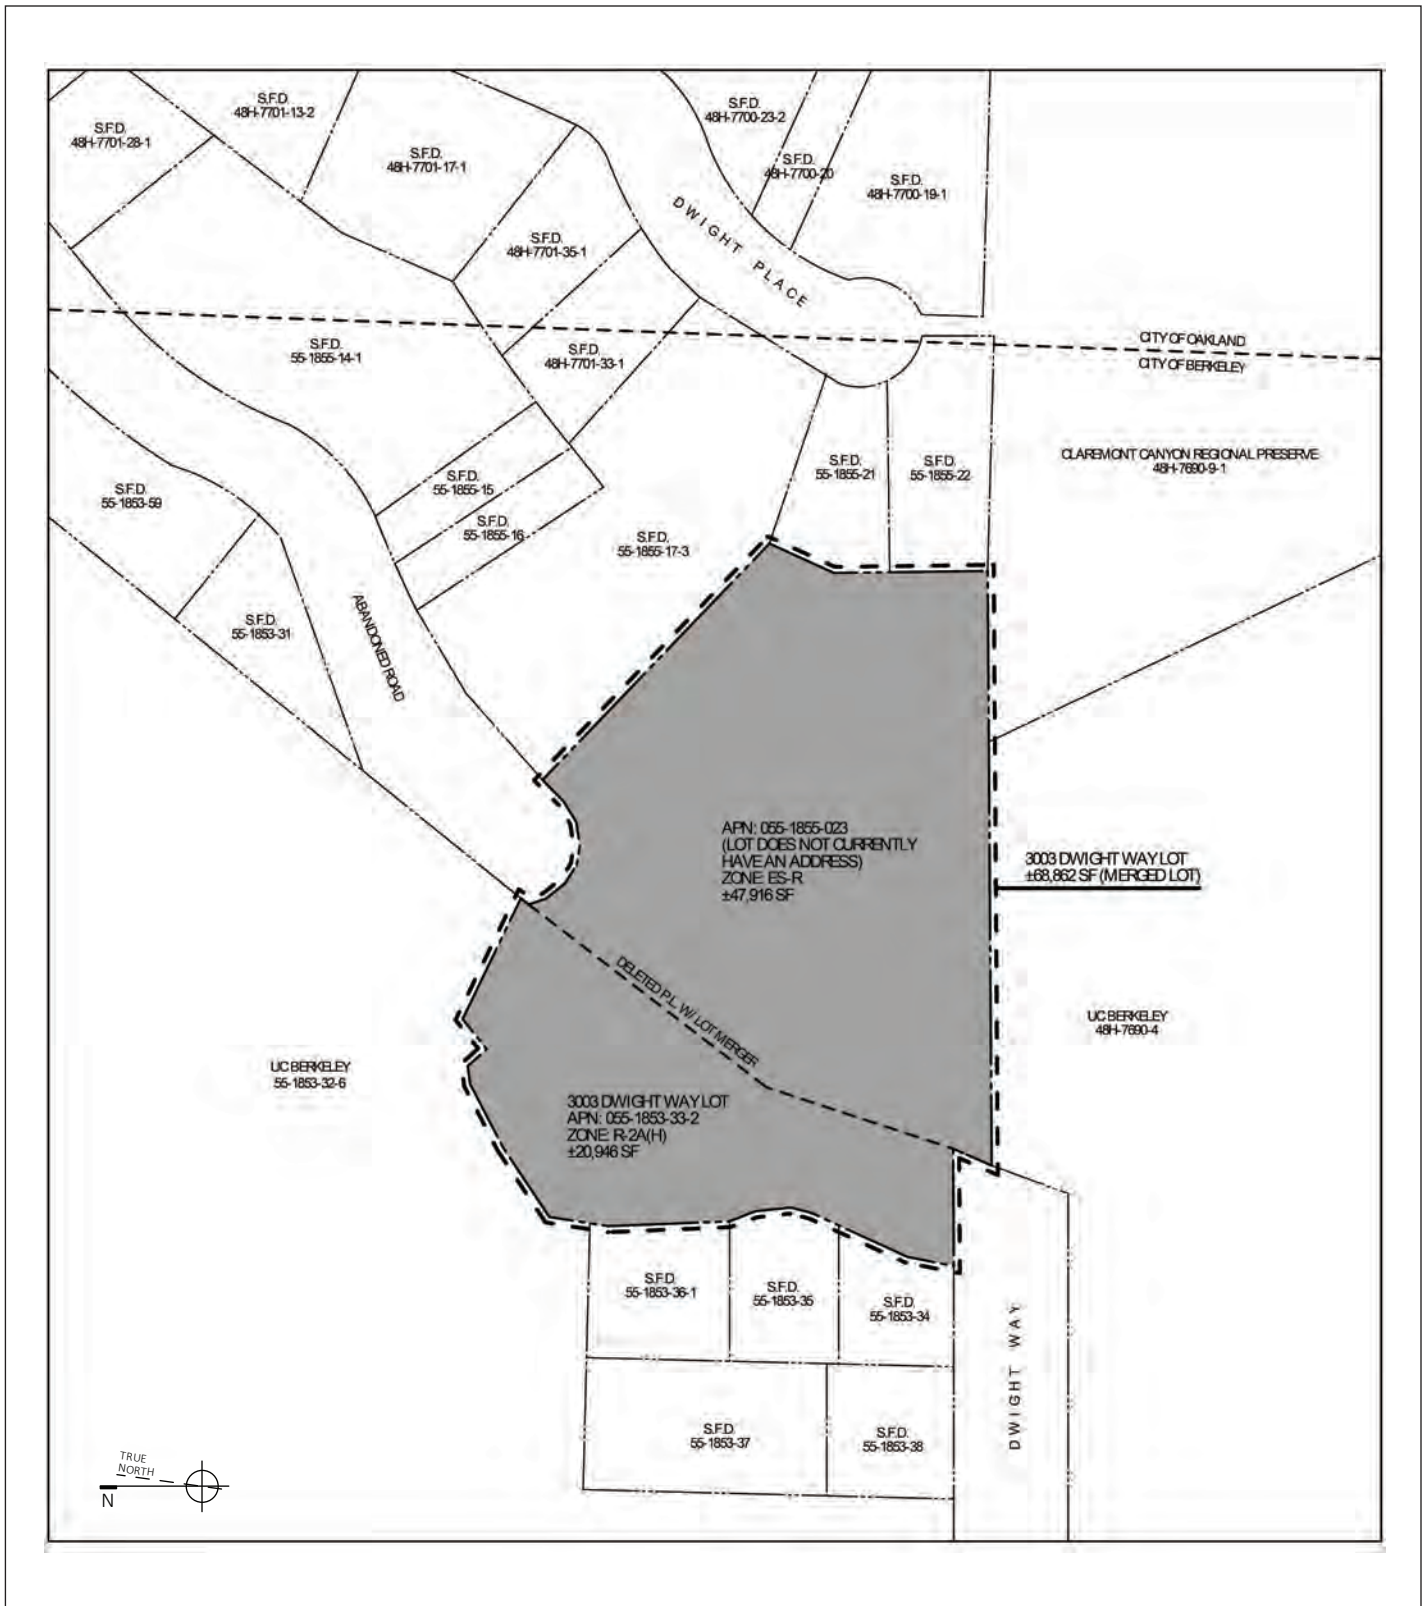 S.F.D.
48H-7701-28-1
S.F.D.
48H-7701-13-2
S.F.D.
48H-7701-17-1
S.F.D.
48H-7700-23-2
S.F.D.
48H-7700-20
S.F.D.
48H-7700-19-1
S.F.D.
48H-7701-35-1
DWIGHT PLACE
S.F.D.
55-1855-14-1
S.F.D.
48H-7701-33-1
CITY OF OAKLAND
CITY OF BERKELEY
S.F.D.
55-1853-59
S.F.D.
55-1855-15
S.F.D.
55-1855-16
S.F.D.
55-1855-17-3
S.F.D.
55-1855-21
S.F.D.
55-1855-22
CLAREMONT CANYON REGIONAL PRESERVE
48H-7690-9-1
S.F.D.
55-1853-31
ABANDONED ROAD
APN: 055-1855-023
(LOT DOES NOT CURRENTLY
HAVE AN ADDRESS)
ZONE: ES-R
±47,916 SF
3003 DWIGHT WAY LOT
±68,862 SF (MERGED LOT)
DELETED P.L. W/ LOT MERGER
UC BERKELEY
48H-7690-4
UC BERKELEY
55-1853-32-6
3003 DWIGHT WAY LOT
APN: 055-1853-33-2
ZONE: R-2A(H)
±20,946 SF
S.F.D.
55-1853-36-1
S.F.D.
55-1853-35
S.F.D.
55-1853-34
DWIGHT WAY
S.F.D.
55-1853-37
S.F.D.
55-1853-38
TRUE
NORTH
N